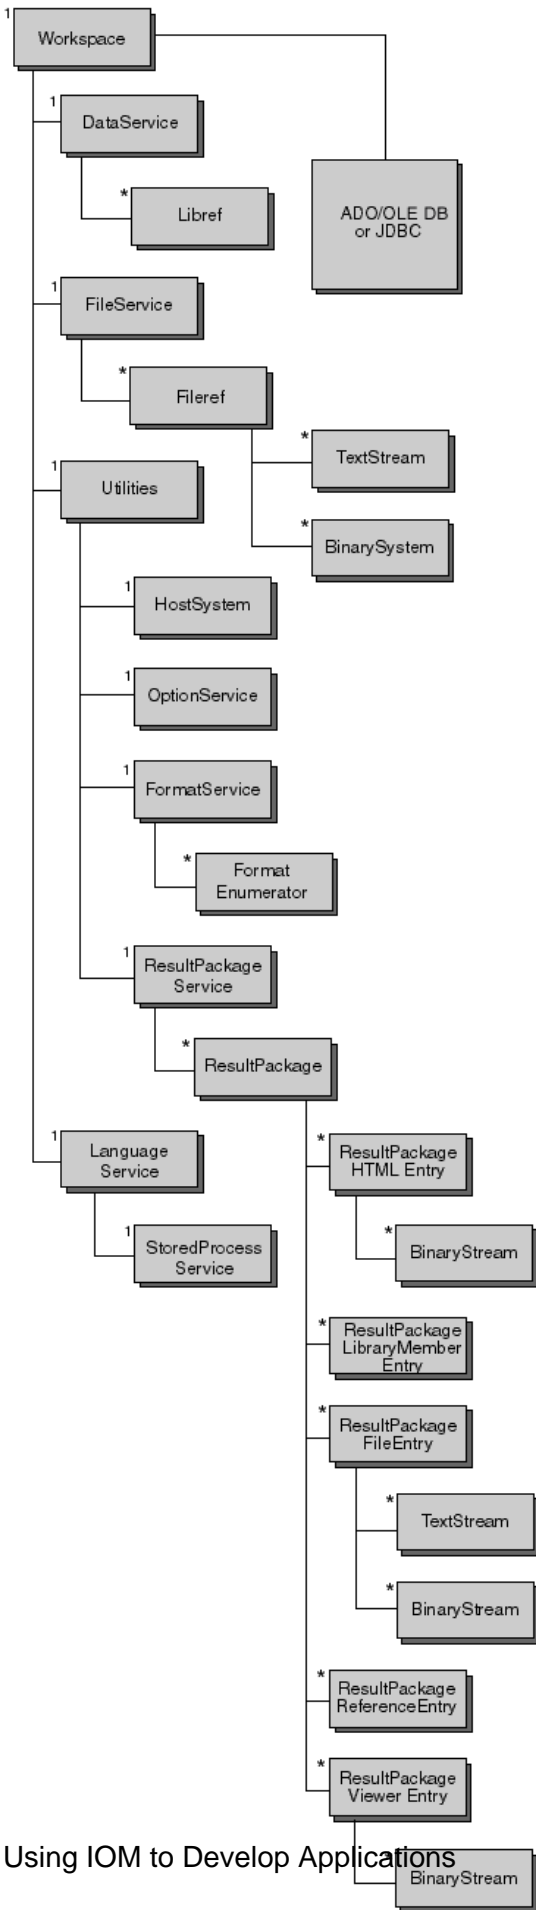 1
Workspace
1
DataService
*
Libref
ADO/OLE DB
or JDBC
1
FileService
*
Fileref
*
TextStream
1
Utilities
*
BinarySystem
1
HostSystem
1
OptionService
1
FormatService
*
Format
Enumerator
1
ResultPackage
Service
*
ResultPackage
1
Language
Service
*
ResultPackage
HTML Entry
1
StoredProcess
Service
*
BinaryStream
*
ResultPackage
LibraryMember
Entry
*
ResultPackage
FileEntry
*
TextStream
*
BinaryStream
*
ResultPackage
ReferenceEntry
*
ResultPackage
Viewer Entry
Using IOM to Develop Applications
*
BinaryStream